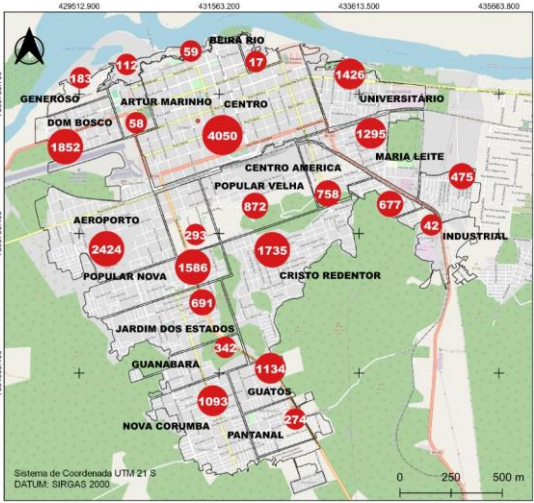 429512.900 431563.200 433613.500 435663.800
BEIRA RIO
59
17
112
183
1426
GENEROSO
ARTUR MARINHO CENTRO
UNIVERSITÁRIO
DOM BOSCO
58
4050
1295
1852
MARIA LEITE
CENTRO AMERICA
475
POPULAR VELHA
758
677
872
AEROPORTO
42
INDUSTRIAL
293
2424
1735
1586
POPULAR NOVA
CRISTO REDENTOR
691
JARDIM DOS ESTADOS
342
GUANABARA
1134
GUATOS
1093
274
NOVA CORUMBA
PANTANAL
Sistema de Coordenada UTM 21 S
DATUM: SIRGAS 2000
0 250 500 m